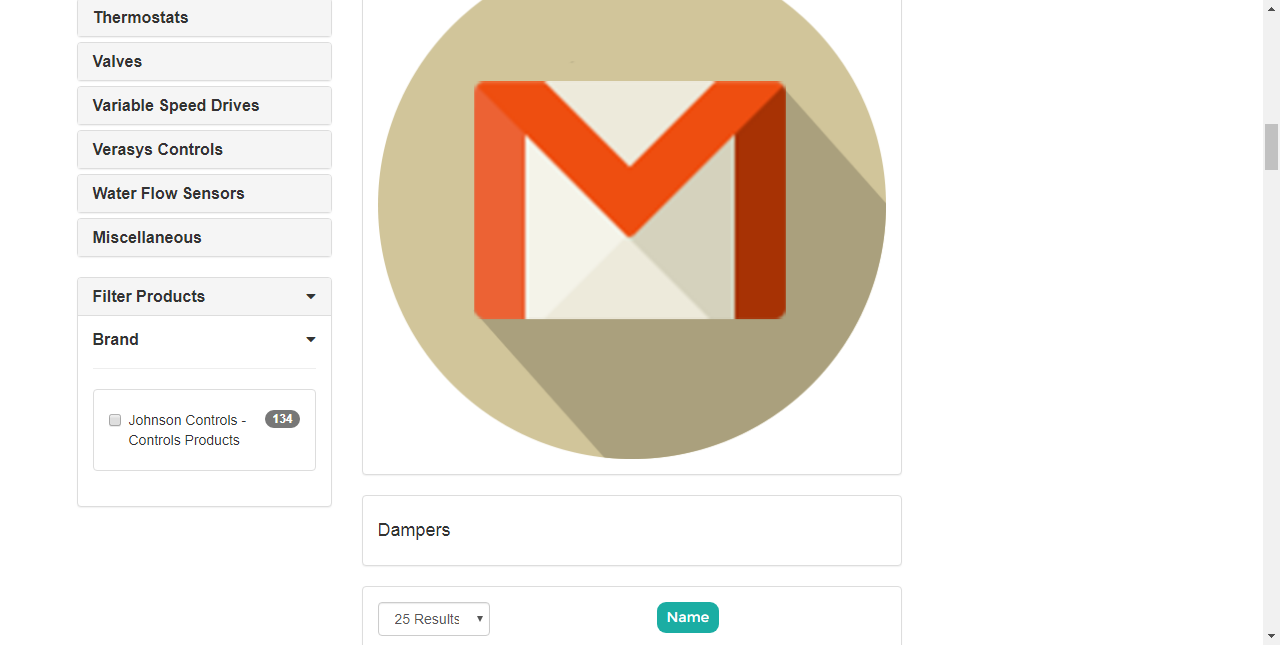 Thermostats
Valves
Variable Speed Drives
Verasys Controls
Water Flow Sensors
Miscellaneous
Filter Products
Brand
Johnson Controls - 134
Controls Products
Dampers
25 Results
Name